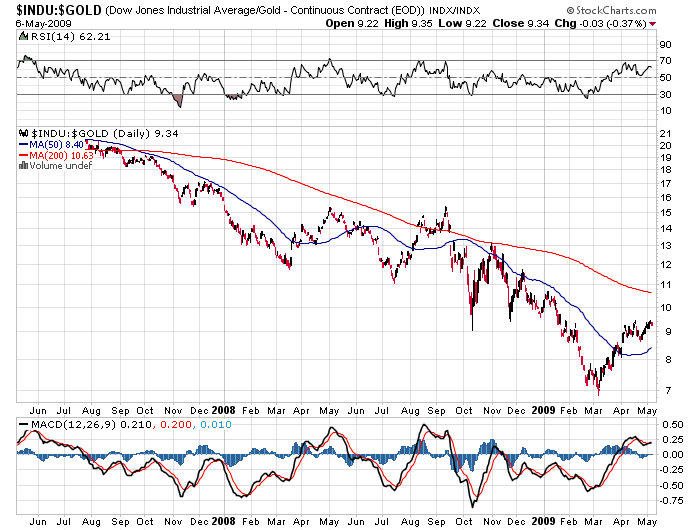 $INDU:$GOLD (Dow Jones Industrial Average/Gold - Continuous Contract (EOD)) INDX/INDX © StockCharts.com
6-May-2009 Open 9.22 High 9.35 Low 9.22 Close 9.34 Chg -0.03 (-0.37%)
RSI(14) 62.21
90
70
50
30
10
$INDU:$GOLD (Daily) 9.34
MA(50) 8.40
MA(200) 10.63
Volume undef
21
20
19
18
17
16
15
14
13
12
11
10
9
8
7
Jun Jul Aug Sep Oct Nov Dec 2008 Feb Mar Apr May Jun Jul Aug Sep Oct Nov Dec 2009 Feb Mar Apr May
MACD(12,26,9) 0.210, 0.200, 0.010
0.50
0.25
0.00
-0.25
-0.50
-0.75
Jun Jul Aug Sep Oct Nov Dec 2008 Feb Mar Apr May Jun Jul Aug Sep Oct Nov Dec 2009 Feb Mar Apr May